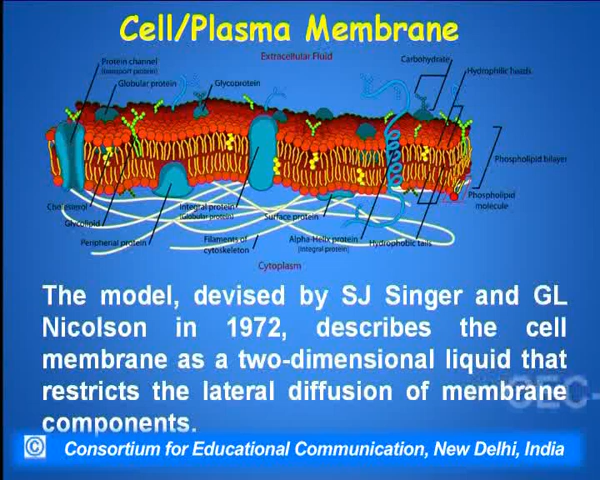 Cell/Plasma Membrane
Extracellular Fluid
Protein channel
(transport protein)
Globular protein
Glycoprotein
Carbohydrate
Hydrophilic heads
Phospholipid bilayer
Phospholipid
molecule
Cholesterol
Glycolipid
Peripheral protein
Integral protein
(Globular protein)
Filaments of
cytoskeleton
Surface protein
Alpha-Helix protein
(Integral protein)
Hydrophobic tails
Cytoplasm
The model, devised by SJ Singer and GL
Nicolson in 1972, describes the cell
membrane as a two-dimensional liquid that
restricts the lateral diffusion of membrane
components.
CEC-
© Consortium for Educational Communication, New Delhi, India